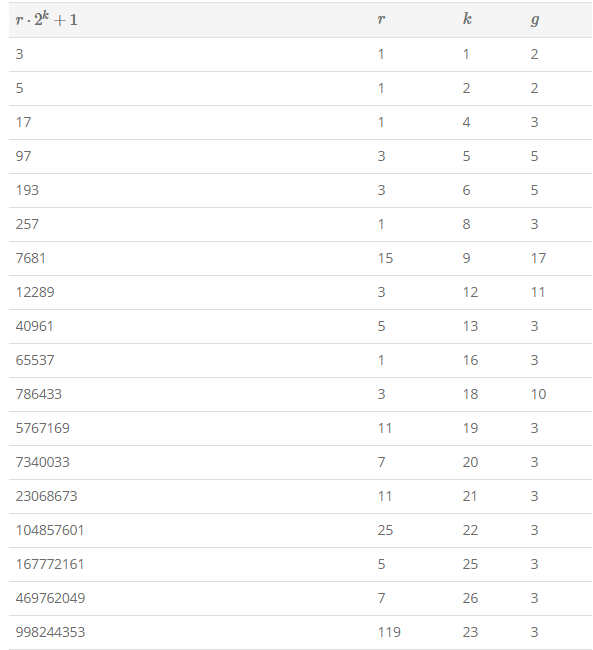 r · 2^k + 1 r k g
3 1 1 2
5 1 2 2
17 1 4 3
97 3 5 5
193 3 6 5
257 1 8 3
7681 15 9 17
12289 3 12 11
40961 5 13 3
65537 1 16 3
786433 3 18 10
5767169 11 19 3
7340033 7 20 3
23068673 11 21 3
104857601 25 22 3
167772161 5 25 3
469762049 7 26 3
998244353 119 23 3